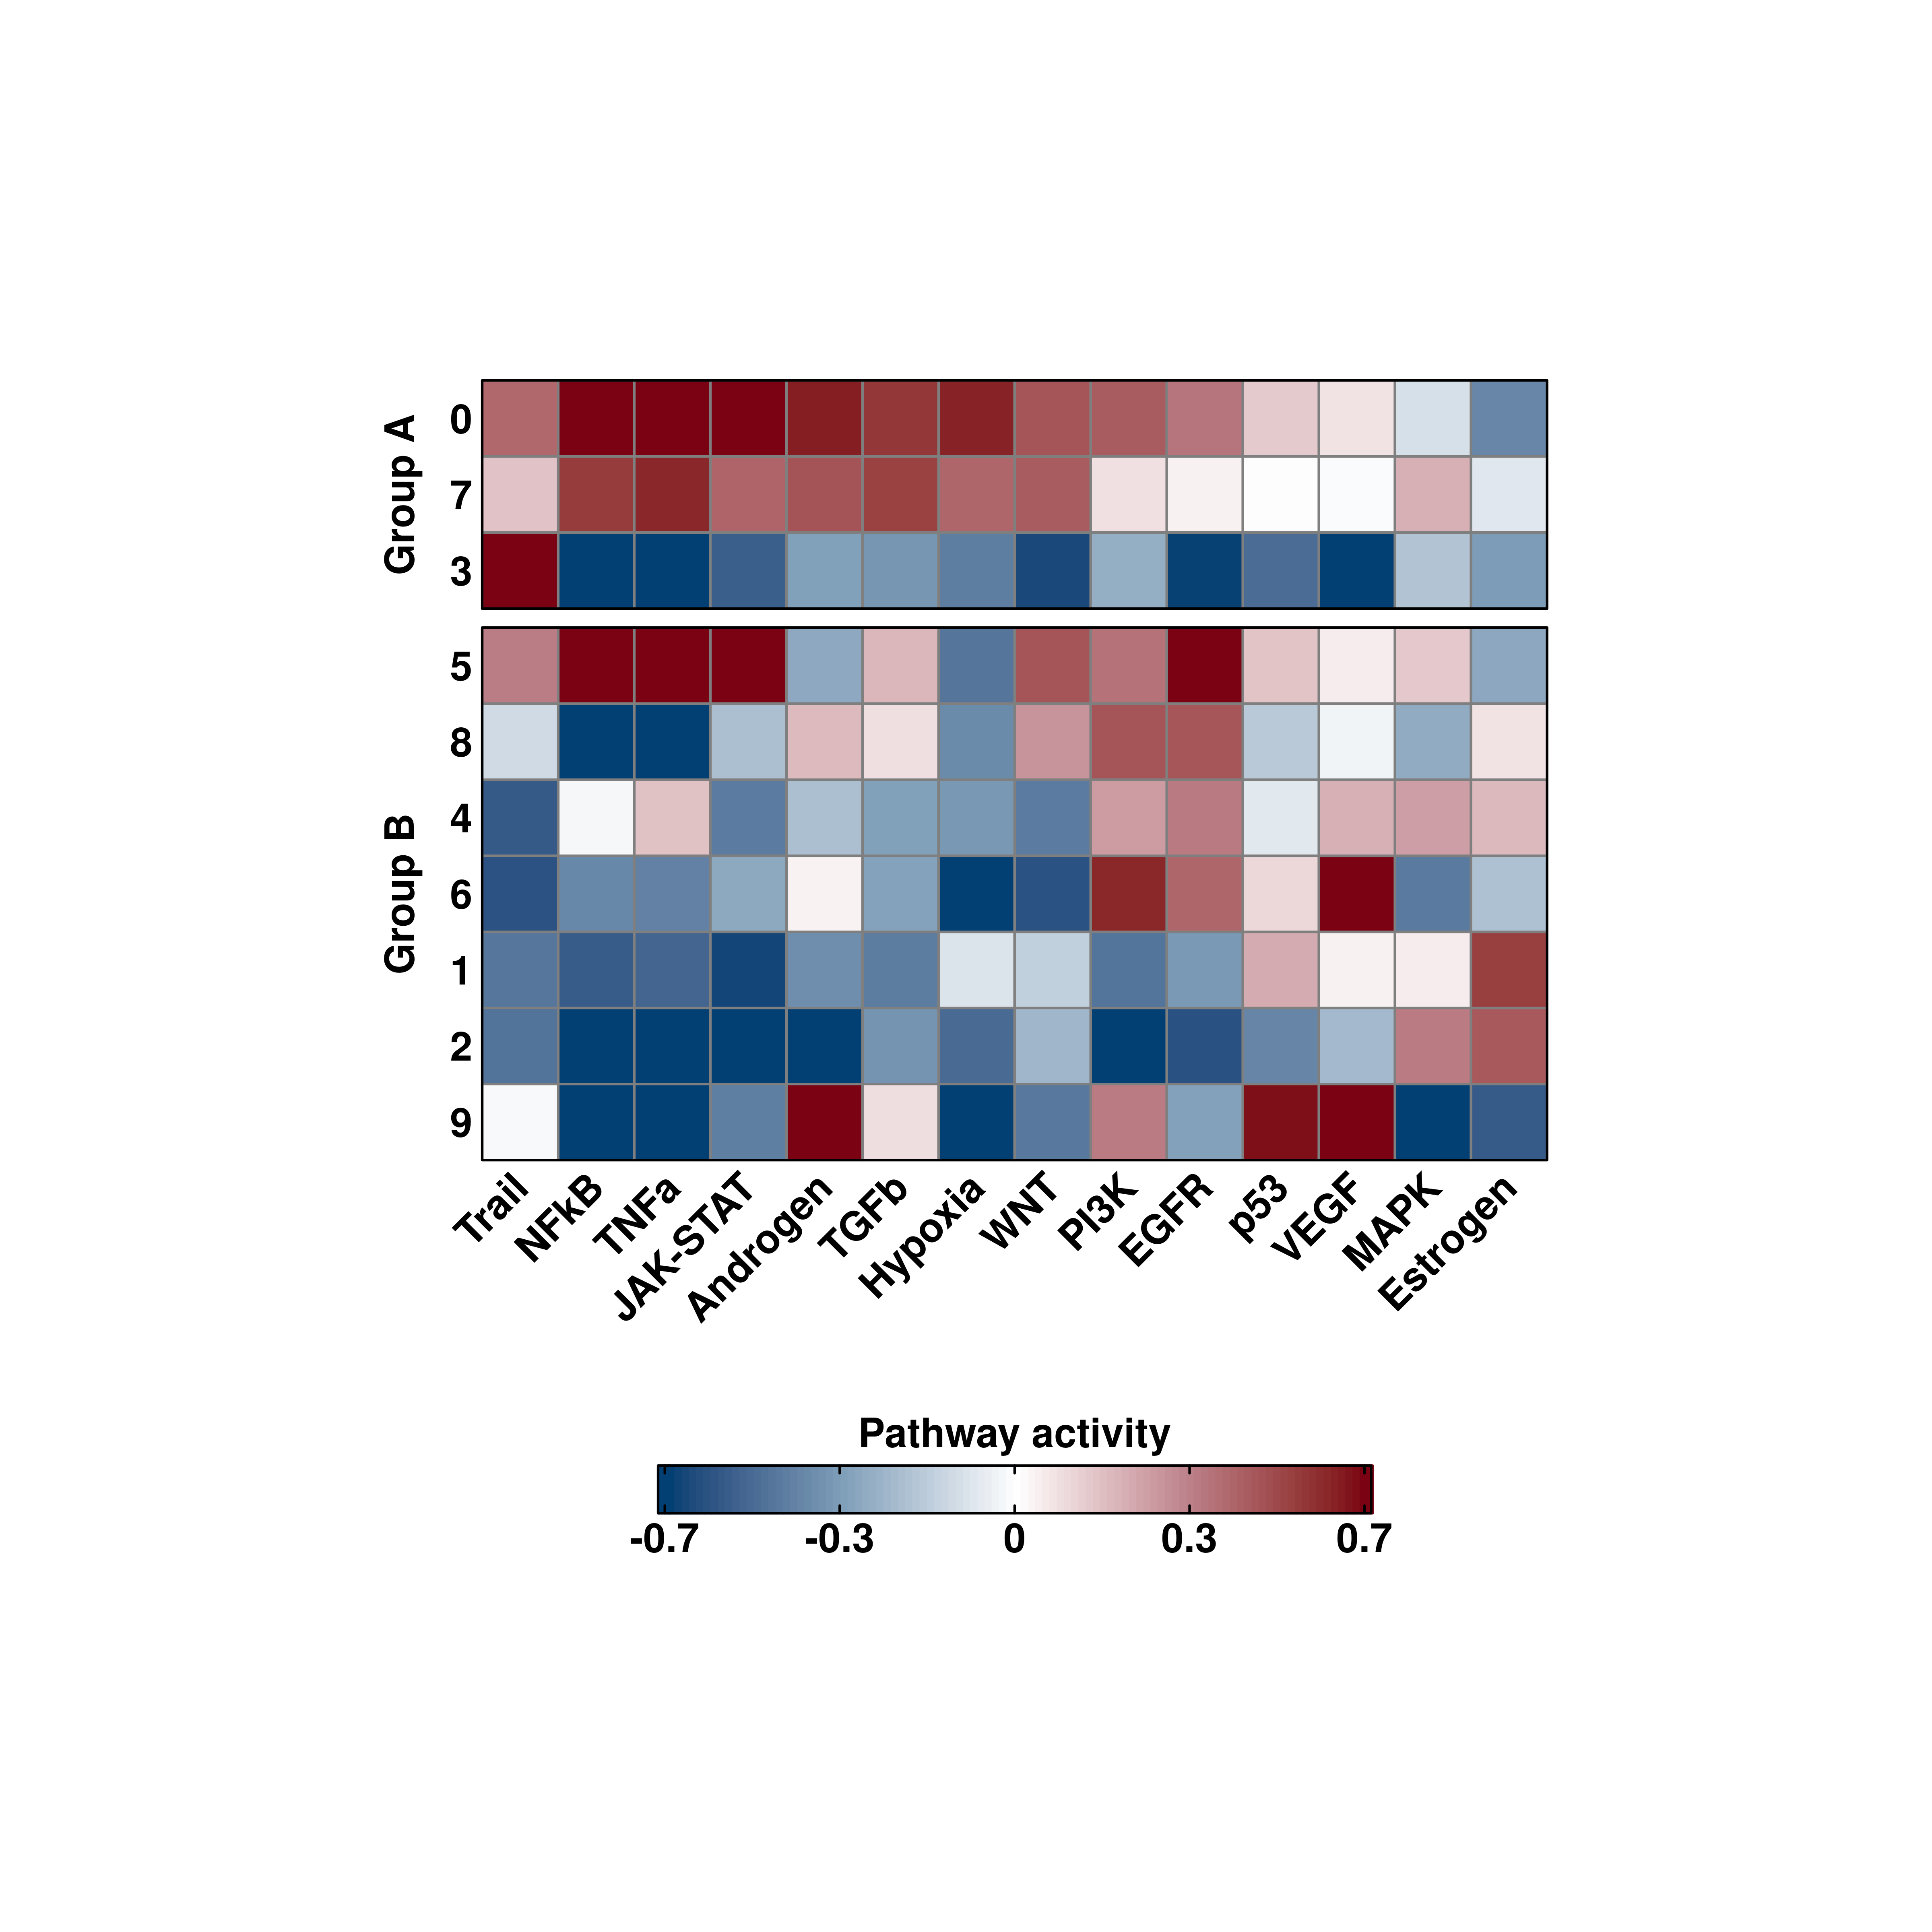 Group A
0
7
3
Group B
5
8
4
6
1
2
9
Trail
NFkB
TNFa
JAK-STAT
Androgen
TGFb
Hypoxia
WNT
PI3K
EGFR
p53
VEGF
MAPK
Estrogen
Pathway activity
-0.7 -0.3 0 0.3 0.7